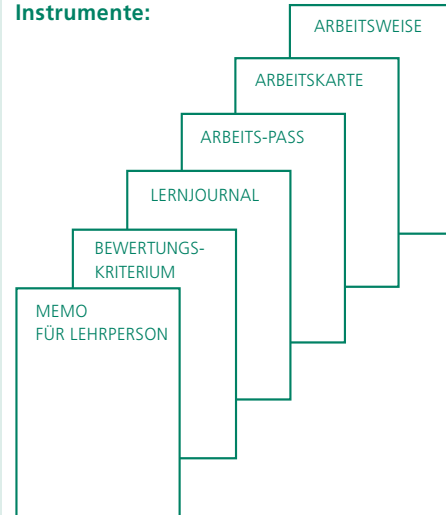 Instrumente:
ARBEITSWEISE
ARBEITSKARTE
ARBEITS-PASS
LERNJOURNAL
BEWERTUNGS-
KRITERIUM
MEMO
FÜR LEHRPERSON